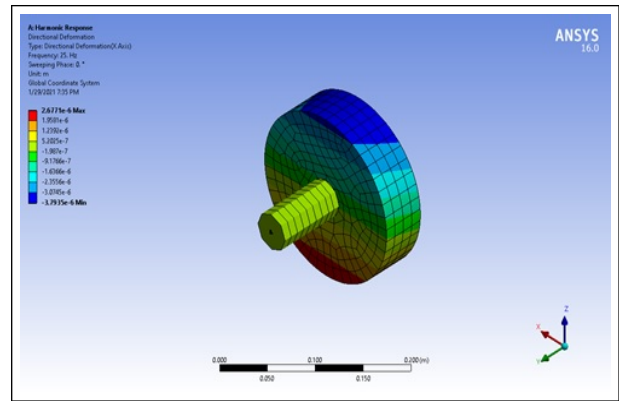 A: Harmonic Response
Directional Deformation
Type: Directional Deformation(X Axis)
Frequency: 25. Hz
Sweeping Phase: 0. °
Unit: m
Global Coordinate System
1/29/2021 7:35 PM
2.6771e-6 Max
1.9581e-6
1.2392e-6
5.2025e-7
-1.987e-7
-9.1766e-7
-1.6366e-6
-2.3556e-6
-3.0745e-6
-3.7935e-6 Min
ANSYS
16.0
0.000
0.100
0.200 (m)
0.050
0.150
X
Y
Z